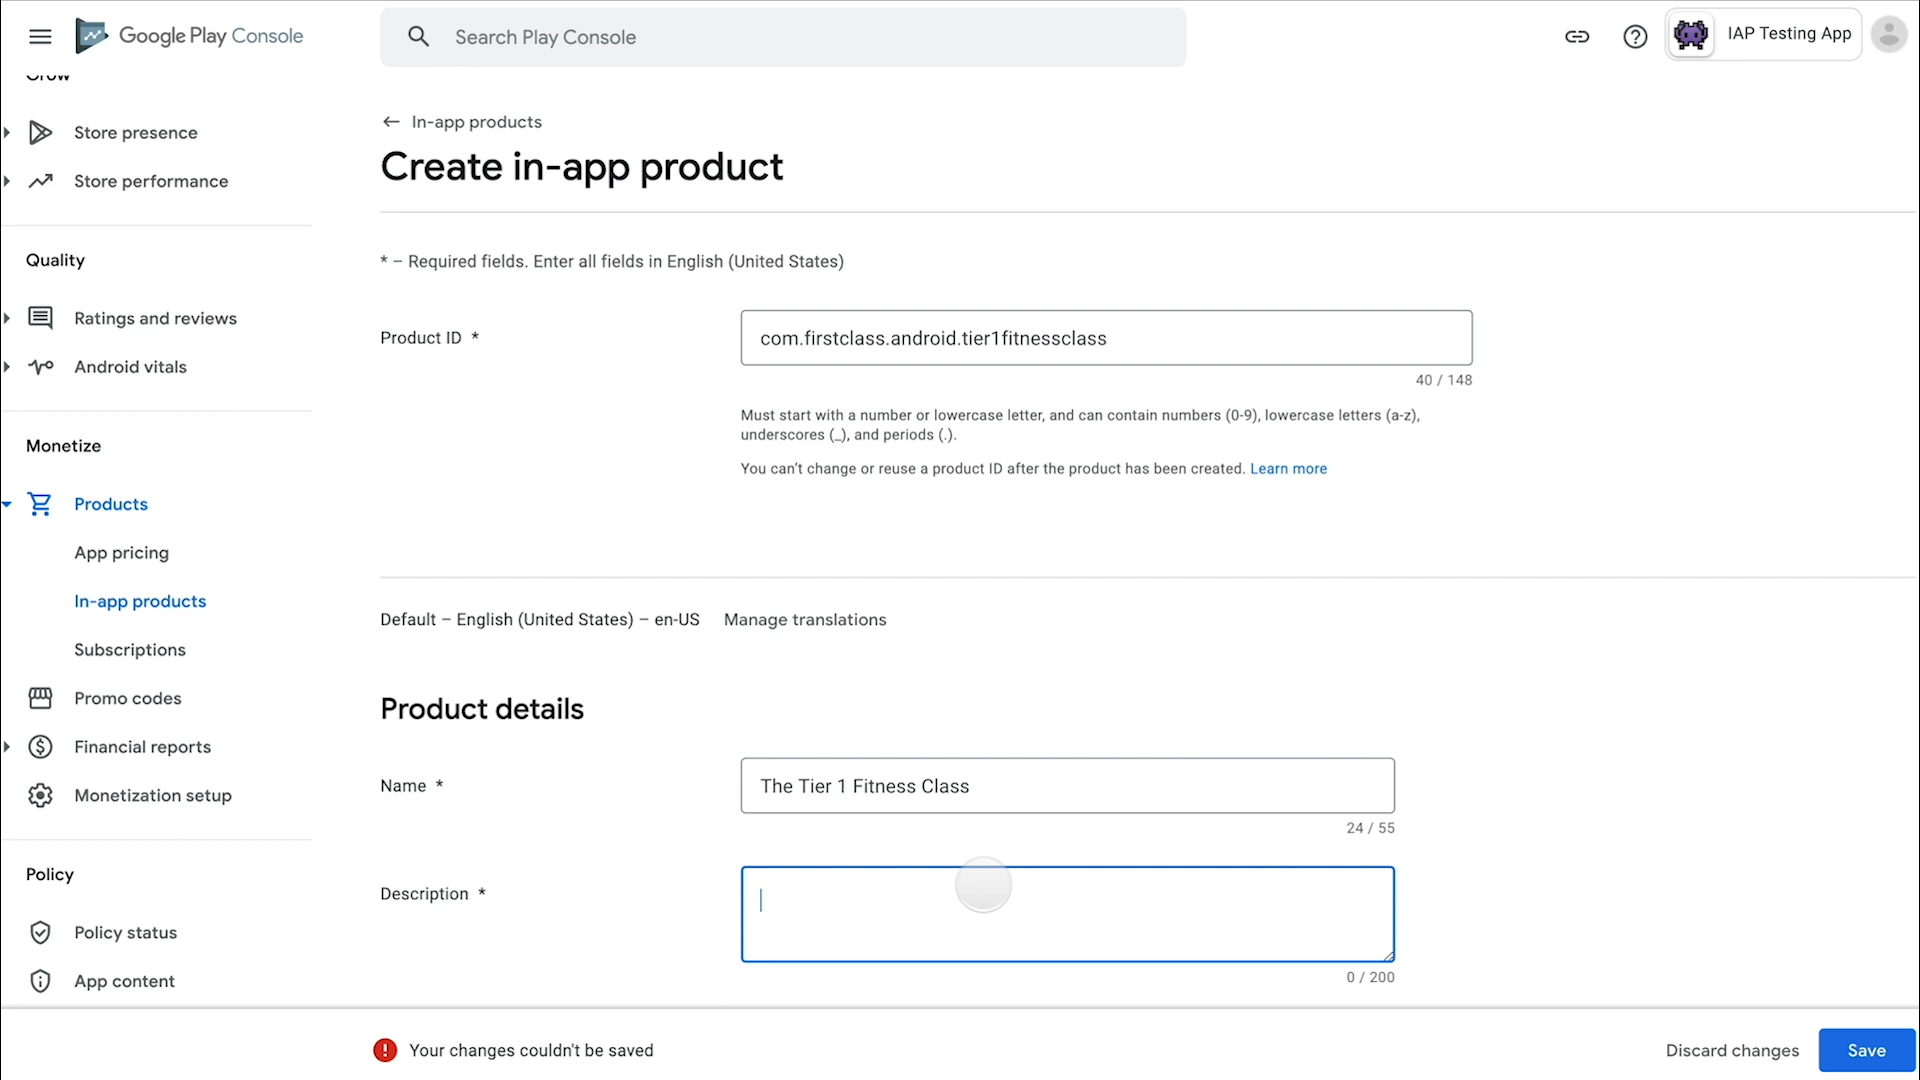 Google Play Console
Search Play Console
IAP Testing App
Grow
Store presence
Store performance
Quality
Ratings and reviews
Android vitals
Monetize
Products
App pricing
In-app products
Subscriptions
Promo codes
Financial reports
Monetization setup
Policy
Policy status
App content
In-app products
Create in-app product
* – Required fields. Enter all fields in English (United States)
Product ID *
com.firstclass.android.tier1fitnessclass
40 / 148
Must start with a number or lowercase letter, and can contain numbers (0-9), lowercase letters (a-z),
underscores (_), and periods (.).
You can't change or reuse a product ID after the product has been created. Learn more
Default – English (United States) – en-US Manage translations
Product details
Name *
The Tier 1 Fitness Class
24 / 55
Description *
0 / 200
Your changes couldn't be saved
Discard changes
Save